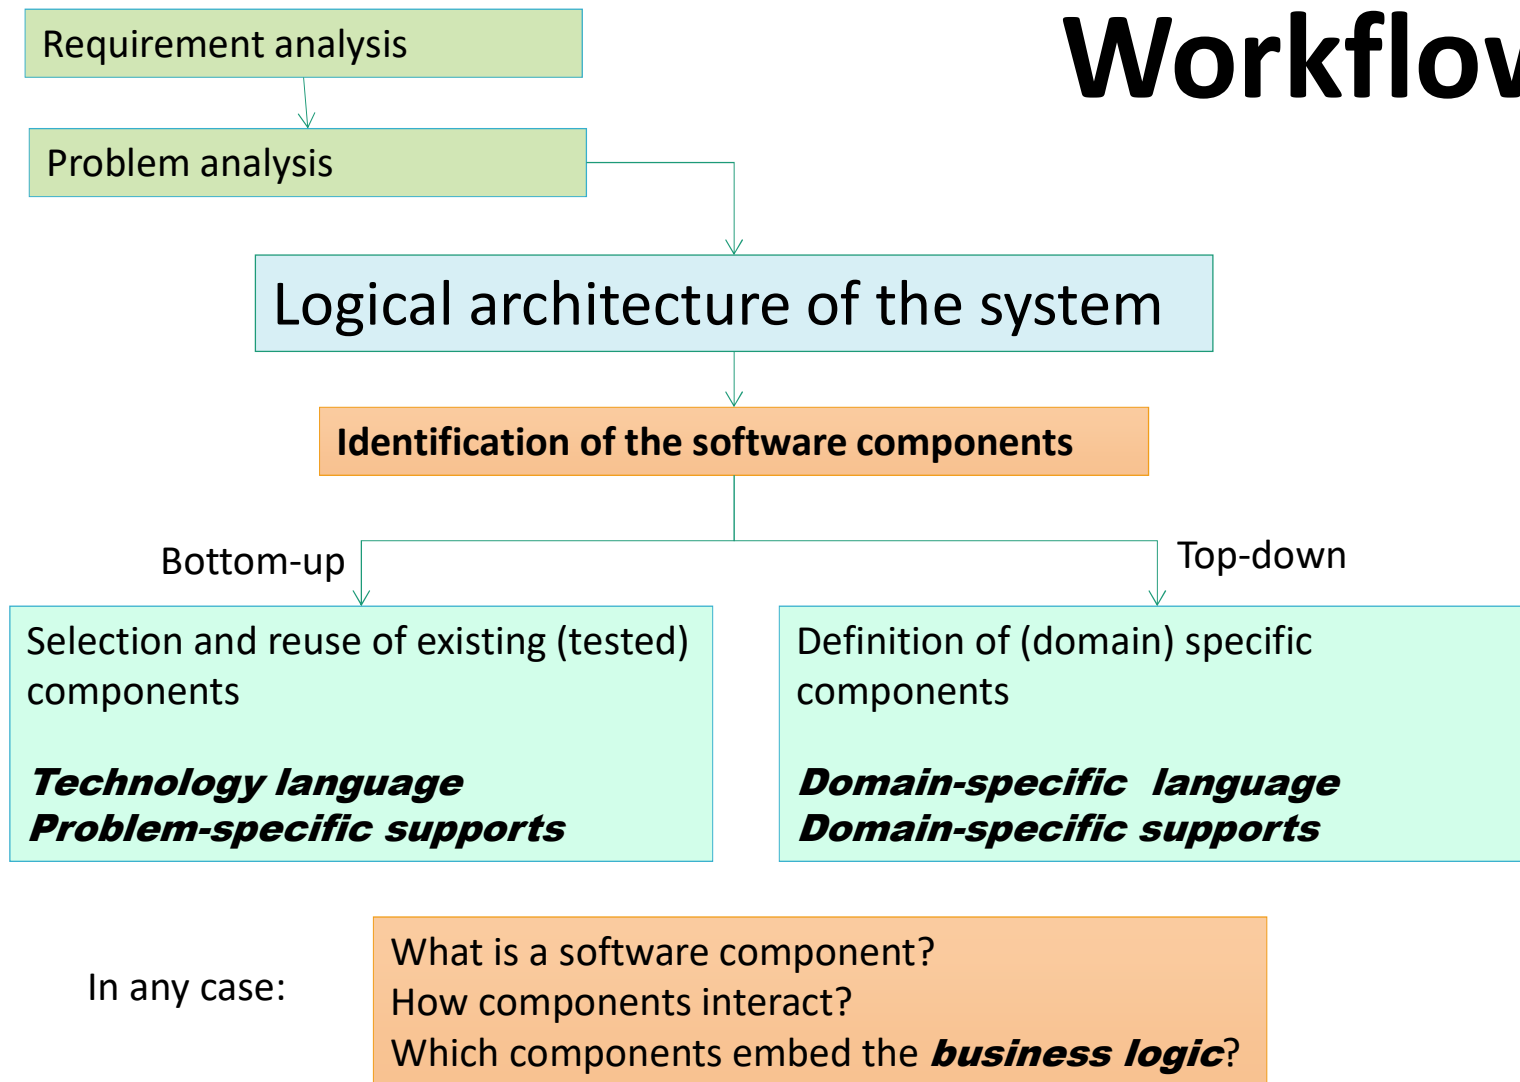 Requirement analysis
Workflow
Problem analysis
Logical architecture of the system
Identification of the software components
Bottom-up
Top-down
Selection and reuse of existing (tested)
components
Technology language
Problem-specific supports
Definition of (domain) specific
components
Domain-specific  language
Domain-specific supports
In any case:
What is a software component?
How components interact?
Which components embed the business logic?